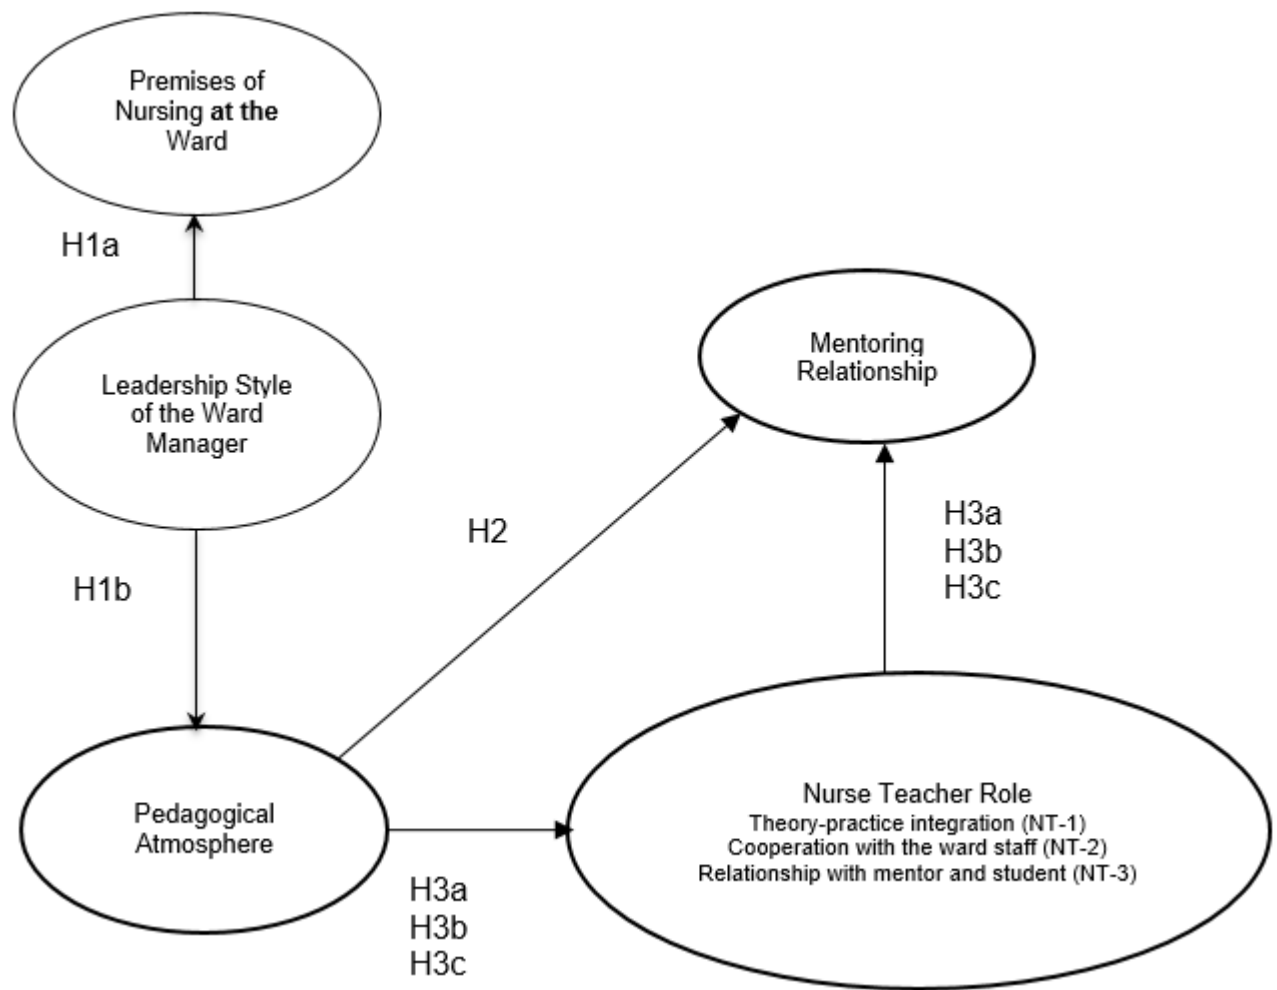 Premises of
Nursing at the
Ward
H1a
Leadership Style
of the Ward
Manager
Mentoring
Relationship
H2
H3a
H3b
H3c
H1b
Pedagogical
Atmosphere
Nurse Teacher Role
Theory-practice integration (NT-1)
Cooperation with the ward staff (NT-2)
Relationship with mentor and student (NT-3)
H3a
H3b
H3c